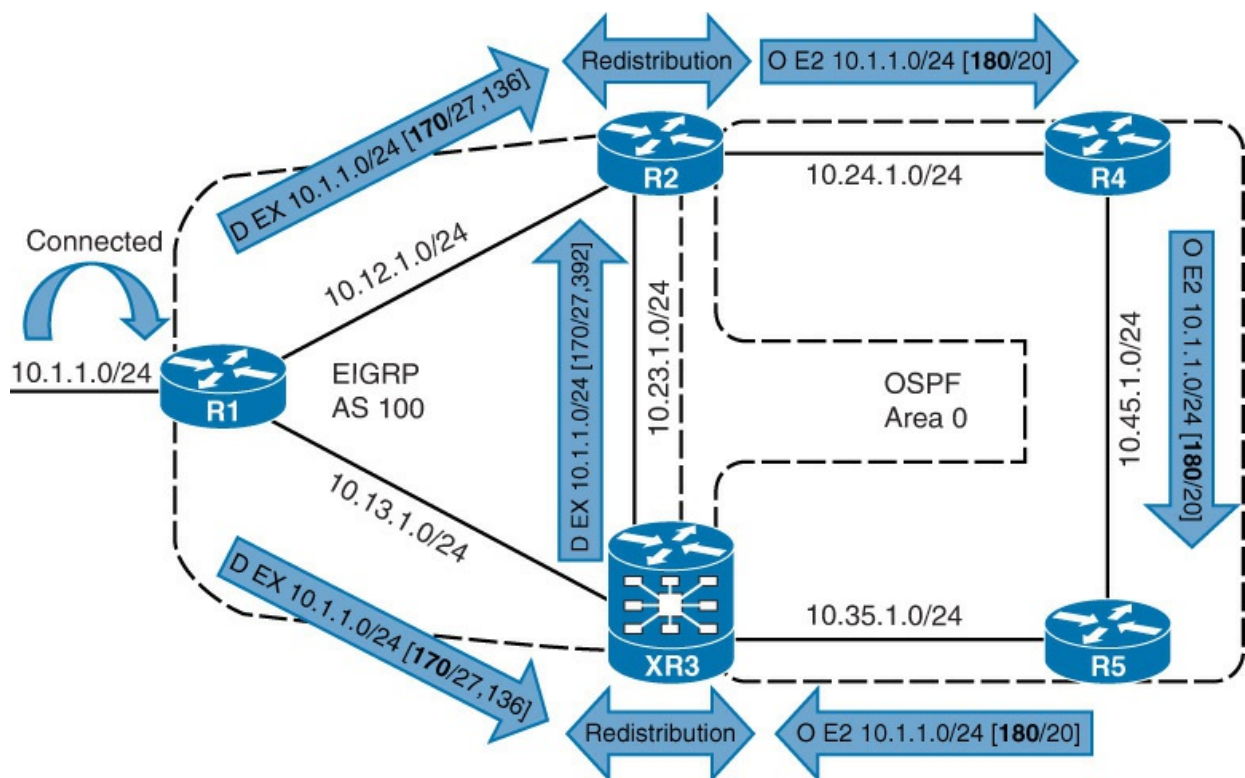 Redistribution
O E2 10.1.1.0/24 [180/20]
D EX 10.1.1.0/24 [170/27,136]
R2
R4
10.24.1.0/24
Connected
10.12.1.0/24
10.1.1.0/24
R1
EIGRP
AS 100
D EX 10.1.1.0/24 [170/27,392]
10.23.1.0/24
OSPF
Area 0
10.45.1.0/24
O E2 10.1.1.0/24 [180/20]
10.13.1.0/24
D EX 10.1.1.0/24 [170/27,136]
10.35.1.0/24
XR3
R5
Redistribution
O E2 10.1.1.0/24 [180/20]